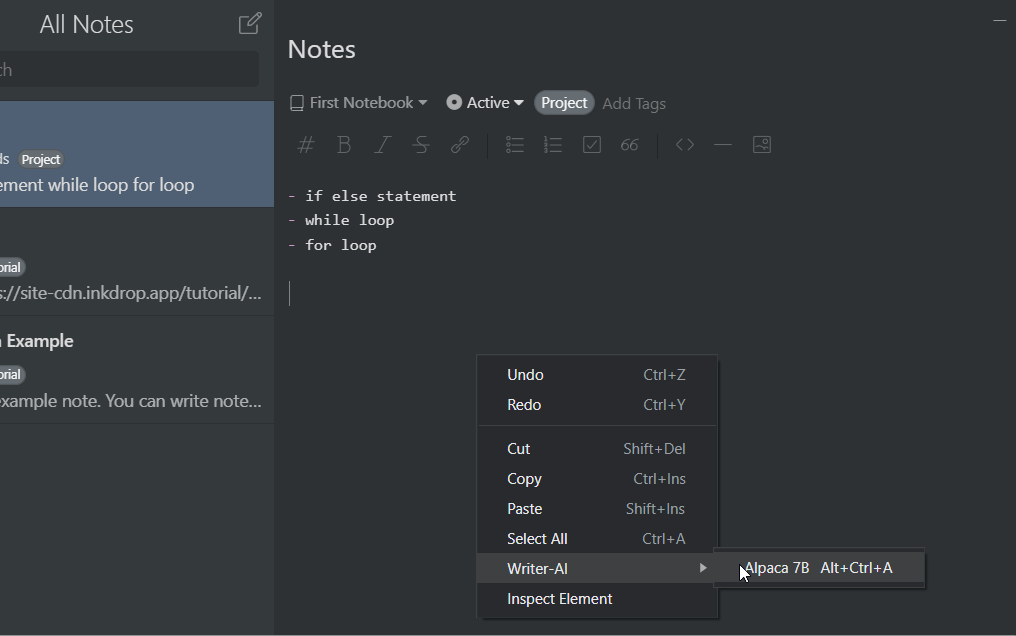 All Notes
ch
ds Project
ement while loop for loop
orial
s://site-cdn.inkdrop.app/tutorial/...
n Example
orial
example note. You can write note...
Notes
First Notebook Active Project Add Tags
- if else statement
- while loop
- for loop
Undo Ctrl+Z
Redo Ctrl+Y
Cut Shift+Del
Copy Ctrl+Ins
Paste Shift+Ins
Select All Ctrl+A
Writer-AI
Alpaca 7B Alt+Ctrl+A
Inspect Element